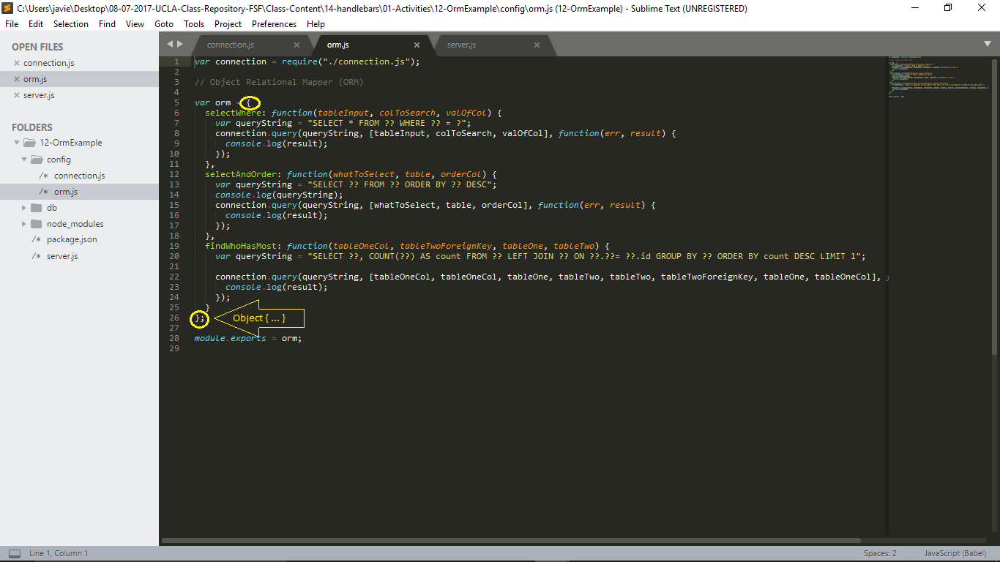 C:\Users\javie\Desktop\08-07-2017-UCLA-Class-Repository-FSF\Class-Content\14-handlebars\01-Activities\12-OrmExample\config\orm.js (12-OrmExample) - Sublime Text (UNREGISTERED)
File Edit Selection Find View Goto Tools Project Preferences Help
OPEN FILES
connection.js
orm.js
server.js
FOLDERS
12-OrmExample
config
/* connection.js
/* orm.js
db
node_modules
/* package.json
/* server.js
connection.js × orm.js × server.js ×
1 var connection = require("./connection.js");
2
3 // Object Relational Mapper (ORM)
4
5 var orm = {
6   selectWhere: function(tableInput, colToSearch, valOfCol) {
7     var queryString = "SELECT * FROM ?? WHERE ?? = ?";
8     connection.query(queryString, [tableInput, colToSearch, valOfCol], function(err, result) {
9       console.log(result);
10     });
11   },
12   selectAndOrder: function(whatToSelect, table, orderCol) {
13     var queryString = "SELECT ?? FROM ?? ORDER BY ?? DESC";
14     console.log(queryString);
15     connection.query(queryString, [whatToSelect, table, orderCol], function(err, result) {
16       console.log(result);
17     });
18   },
19   findWhoHasMost: function(tableOneCol, tableTwoForeignKey, tableOne, tableTwo) {
20     var queryString = "SELECT ??, COUNT(??) AS count FROM ?? LEFT JOIN ?? ON ??.??= ??.id GROUP BY ?? ORDER BY count DESC LIMIT 1";
21
22     connection.query(queryString, [tableOneCol, tableOneCol, tableOne, tableTwo, tableTwo, tableTwoForeignKey, tableOne, tableOneCol],
23       console.log(result);
24     });
25   }
26 }; Object { ... }
27
28 module.exports = orm;
29
Line 1, Column 1 Spaces: 2 JavaScript (Babel)